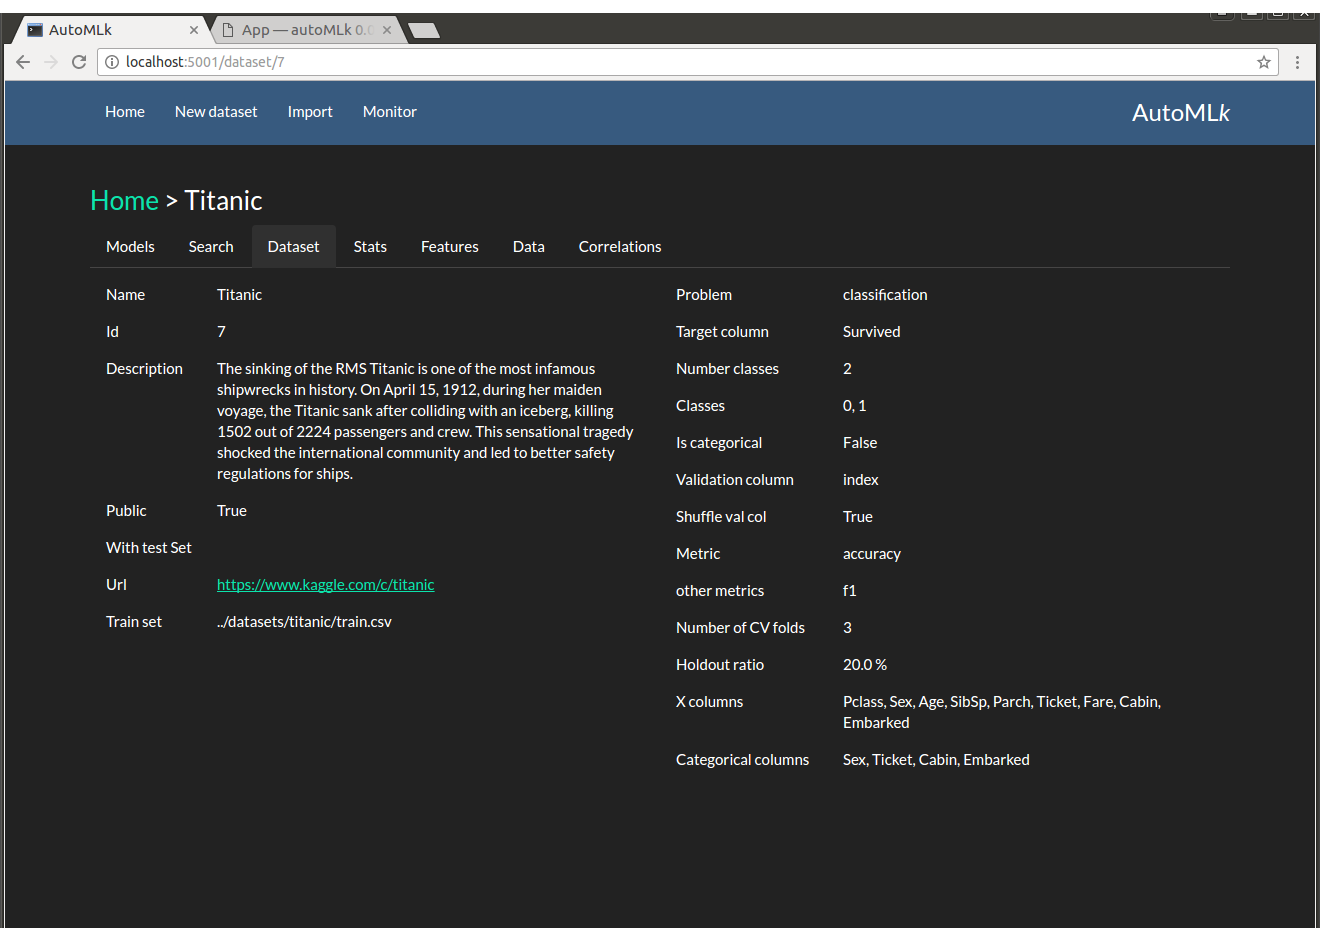 AutoMLk
App — autoMLk 0.0
localhost:5001/dataset/7
Home New dataset Import Monitor AutoMLk
Home > Titanic
Models Search Dataset Stats Features Data Correlations
Name Titanic
Id 7
Description The sinking of the RMS Titanic is one of the most infamous
shipwrecks in history. On April 15, 1912, during her maiden
voyage, the Titanic sank after colliding with an iceberg, killing
1502 out of 2224 passengers and crew. This sensational tragedy
shocked the international community and led to better safety
regulations for ships.
Public True
With test Set
Url https://www.kaggle.com/c/titanic
Train set ../datasets/titanic/train.csv
Problem classification
Target column Survived
Number classes 2
Classes 0, 1
Is categorical False
Validation column index
Shuffle val col True
Metric accuracy
other metrics f1
Number of CV folds 3
Holdout ratio 20.0 %
X columns Pclass, Sex, Age, SibSp, Parch, Ticket, Fare, Cabin,
Embarked
Categorical columns Sex, Ticket, Cabin, Embarked